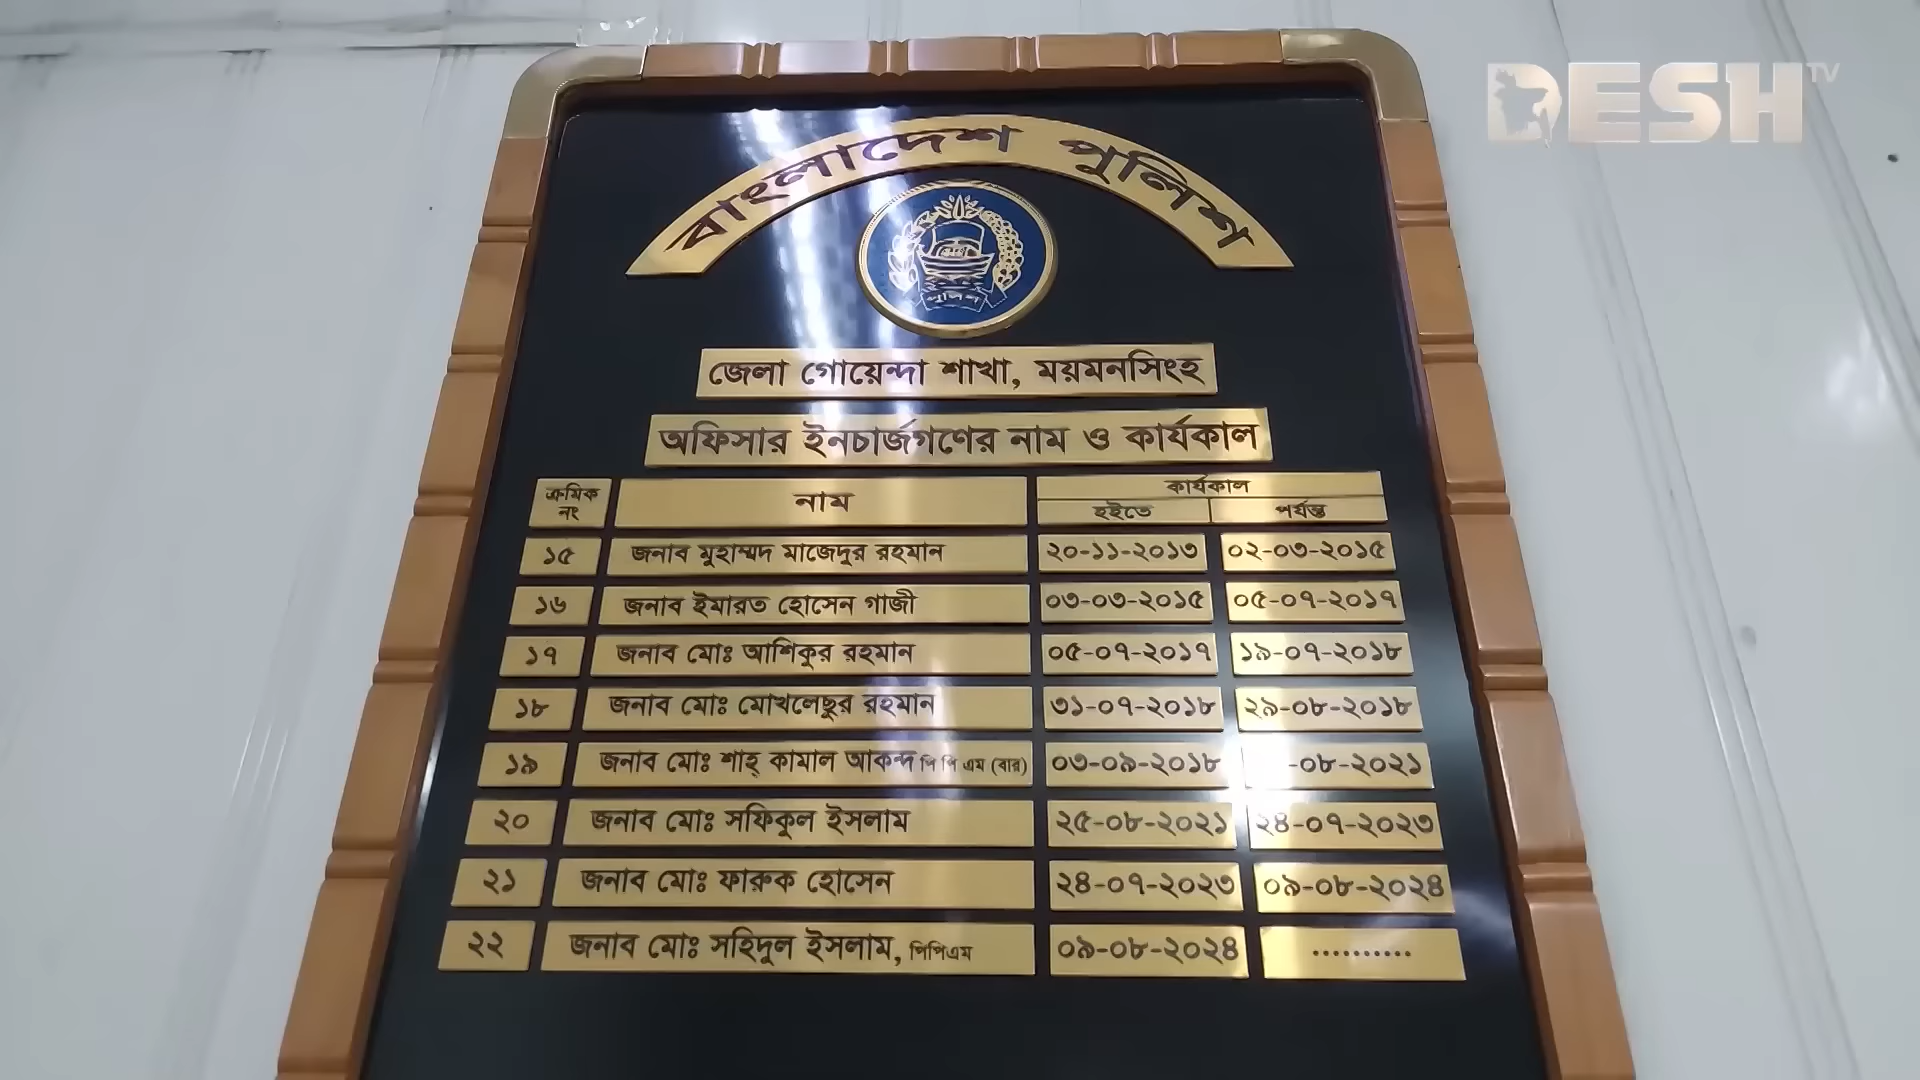 DESH TV
বাংলাদেশ পুলিশ
পুলিশ
জেলা গোয়েন্দা শাখা, ময়মনসিংহ
অফিসার ইনচার্জগণের নাম ও কার্যকাল
ক্রমিক নং নাম কার্যকাল
হইতে পর্যন্ত
১৫ জনাব মুহাম্মদ মাজেদুর রহমান ২০-১১-২০১৩ ০২-০৩-২০১৫
১৬ জনাব ইমারত হোসেন গাজী ০৩-০৩-২০১৫ ০৫-০৭-২০১৭
১৭ জনাব মোঃ আশিকুর রহমান ০৫-০৭-২০১৭ ১৯-০৭-২০১৮
১৮ জনাব মোঃ মোখলেছুর রহমান ৩১-০৭-২০১৮ ২৯-০৮-২০১৮
১৯ জনাব মোঃ শাহ্ কামাল আকন্দ পি পি এম (বার) ০৩-০৯-২০১৮ -০৮-২০২১
২০ জনাব মোঃ সফিকুল ইসলাম ২৫-০৮-২০২১ ২৪-০৭-২০২৩
২১ জনাব মোঃ ফারুক হোসেন ২৪-০৭-২০২৩ ০৯-০৮-২০২৪
২২ জনাব মোঃ সহিদুল ইসলাম, পিপিএম ০৯-০৮-২০২৪ ..........